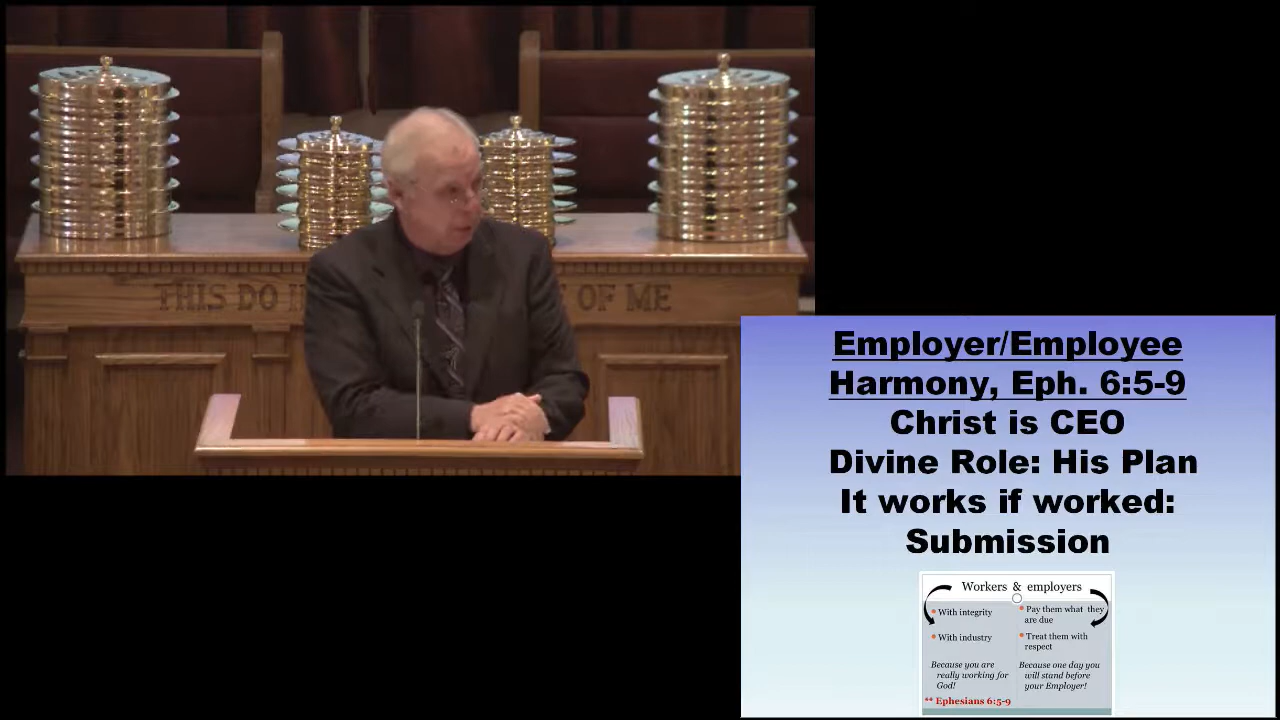 THIS DO I E OF ME
Employer/Employee
Harmony, Eph. 6:5-9
Christ is CEO
Divine Role: His Plan
It works if worked:
Submission
Workers & employers
• With integrity
• With industry
Because you are
really working for
God!
** Ephesians 6:5-9
• Pay them what they
are due
• Treat them with
respect
Because one day you
will stand before
your Employer!